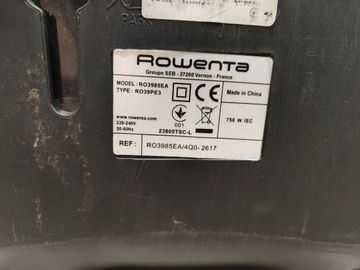 PARK
Rowenta
Groupe SEB - 27200 Vernon - France
MODEL : RO3985EA
TYPE : RO39PE3
Made in China
www.rowenta.com
220-240V
50-60Hz
001
23800TSC-L
750 W IEC
REF :
RO3985EA/4Q0- 2617